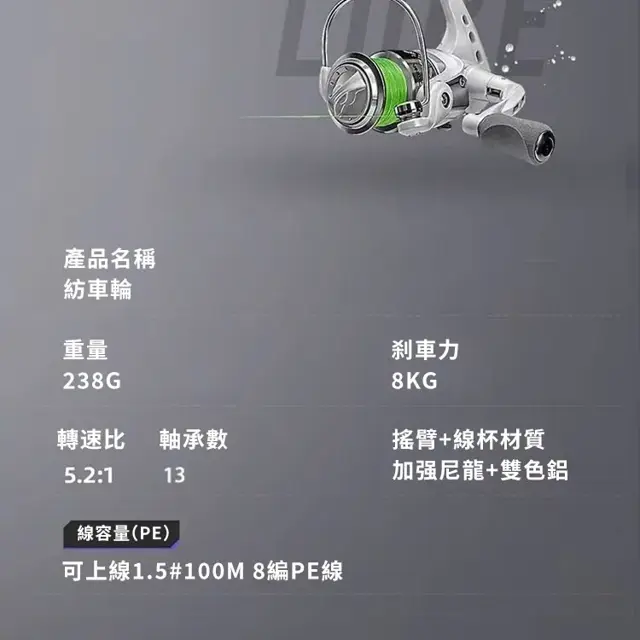 LURE
產品名稱
紡車輪
重量
238G
剎車力
8KG
轉速比 軸承數
5.2:1 13
搖臂+線杯材質
加强尼龍+雙色鋁
線容量(PE)
可上線1.5#100M 8編PE線